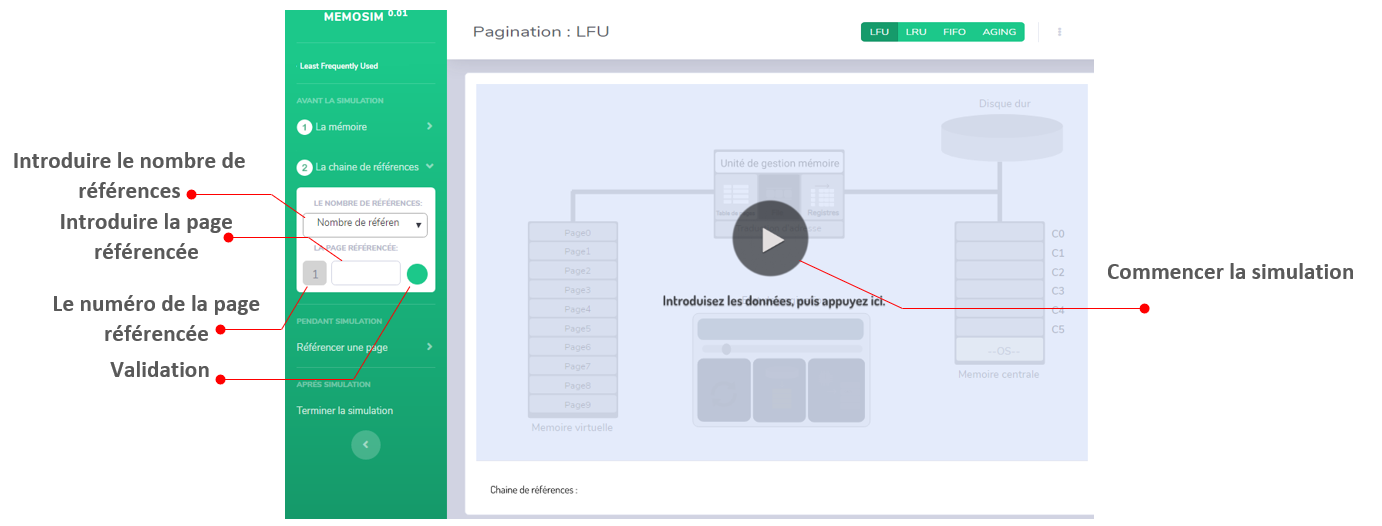 MEMOSIM 0.01
Least Frequently Used
AVANT LA SIMULATION
1 La mémoire
2 La chaine de références
LE NOMBRE DE RÉFÉRENCES:
Nombre de référen
LA PAGE RÉFÉRENCÉE:
1
PENDANT SIMULATION
Référencer une page
APRÉS SIMULATION
Terminer la simulation
Introduire le nombre de
références
Introduire la page
référencée
Le numéro de la page
référencée
Validation
Pagination : LFU
LFU LRU FIFO AGING
Disque dur
Unité de gestion mémoire
Registres
Page0
Page1
Page2
Page3
Page4
Page5
Page6
Page7
Page8
Page9
Memoire virtuelle
Introduisez les données, puis appuyez ici.
C0
C1
C2
C3
C4
C5
--OS--
Memoire centrale
Chaine de références :
Commencer la simulation